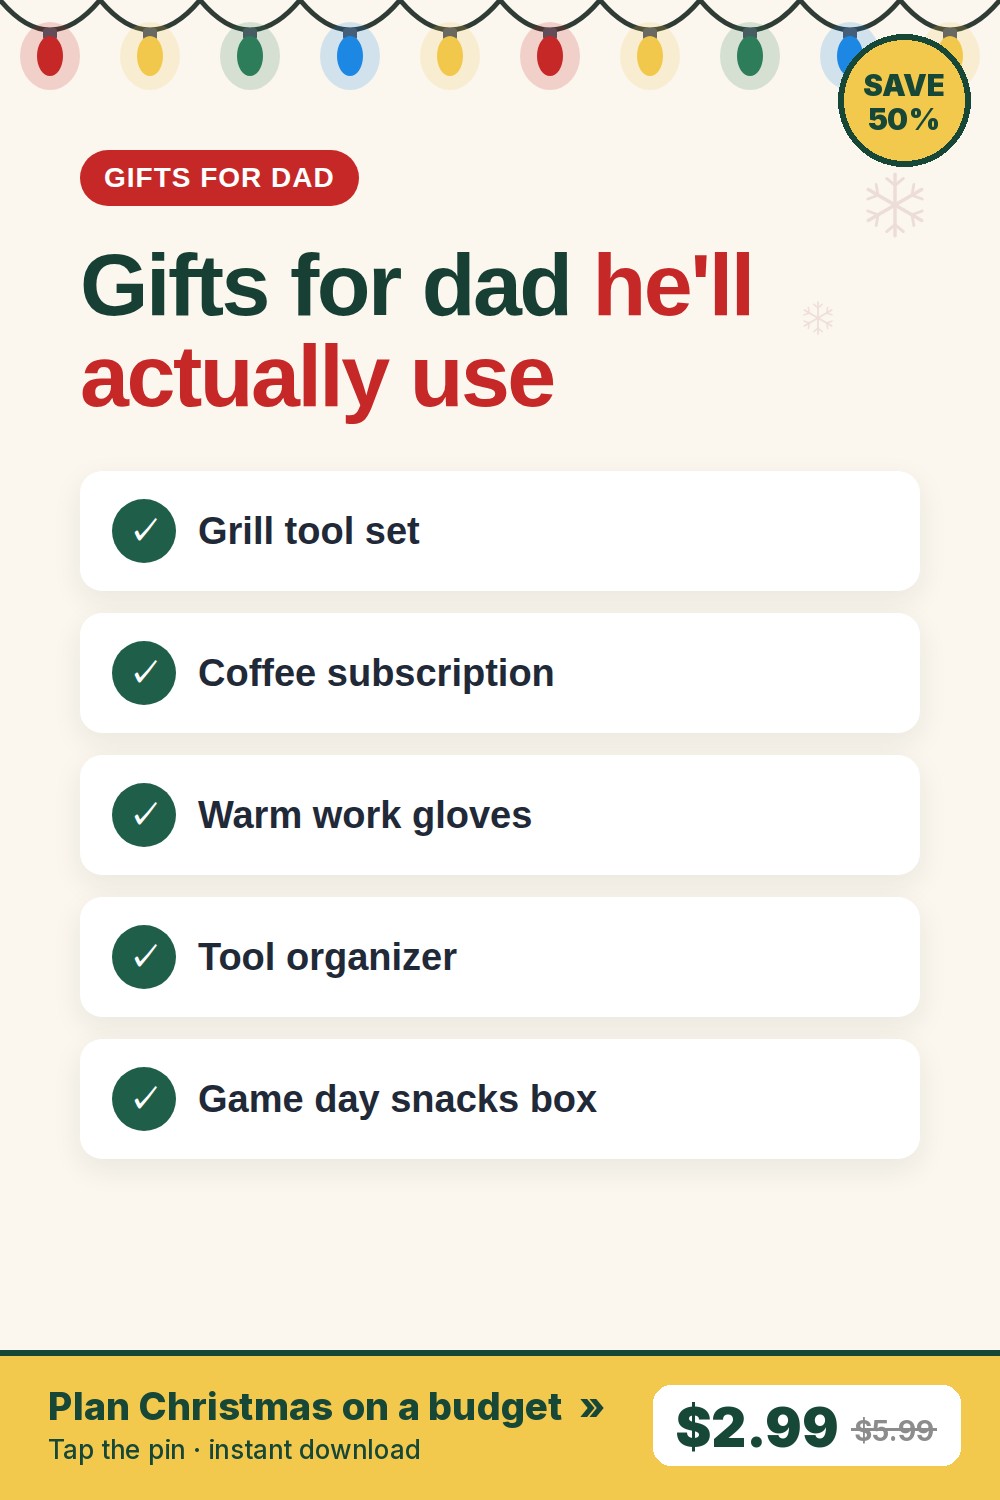 SAVE
50%
GIFTS FOR DAD
Gifts for dad he'll
actually use
✓ Grill tool set
✓ Coffee subscription
✓ Warm work gloves
✓ Tool organizer
✓ Game day snacks box
Plan Christmas on a budget »
Tap the pin · instant download
$2.99 $5.99